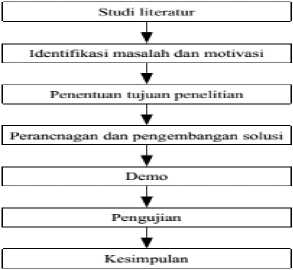 Studi literatur
Identifikasi masalah dan motivasi
Penentuan tujuan penelitian
Perancnagan dan pengembangan solusi
Demo
Pengujian
Kesimpulan